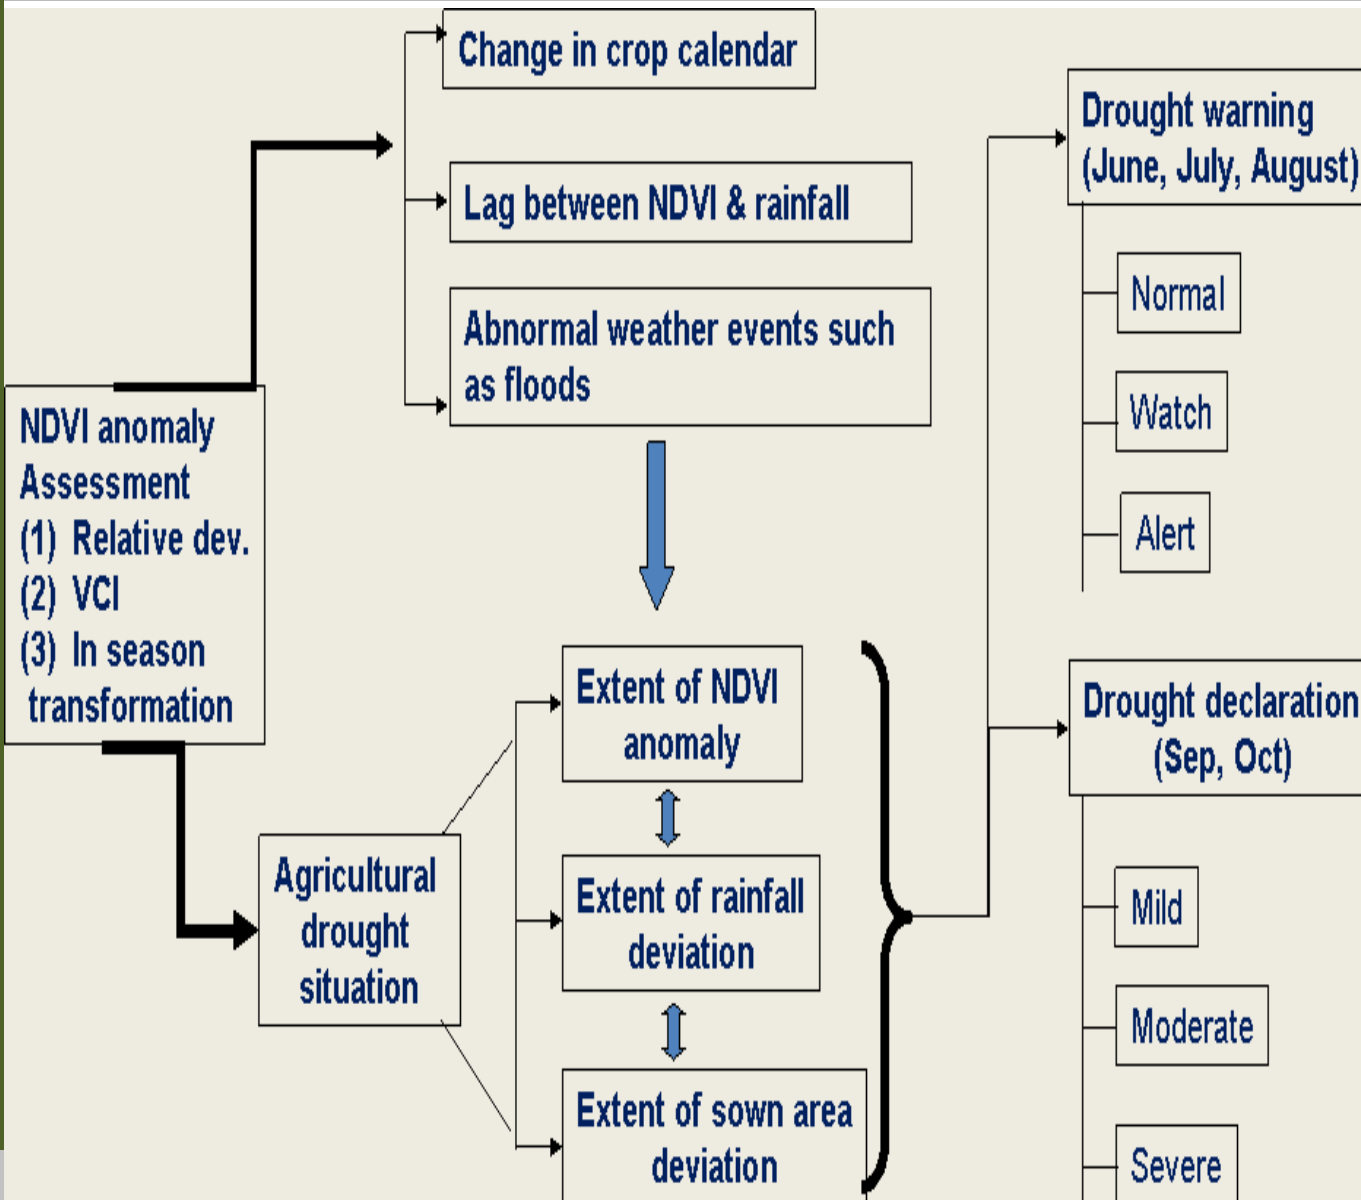 Change in crop calendar
Lag between NDVI & rainfall
Abnormal weather events such
as floods
NDVI anomaly
Assessment
(1) Relative dev.
(2) VCI
(3) In season
transformation
Agricultural
drought
situation
Extent of NDVI
anomaly
Extent of rainfall
deviation
Extent of sown area
deviation
Drought warning
(June, July, August)
Normal
Watch
Alert
Drought declaration
(Sep, Oct)
Mild
Moderate
Severe